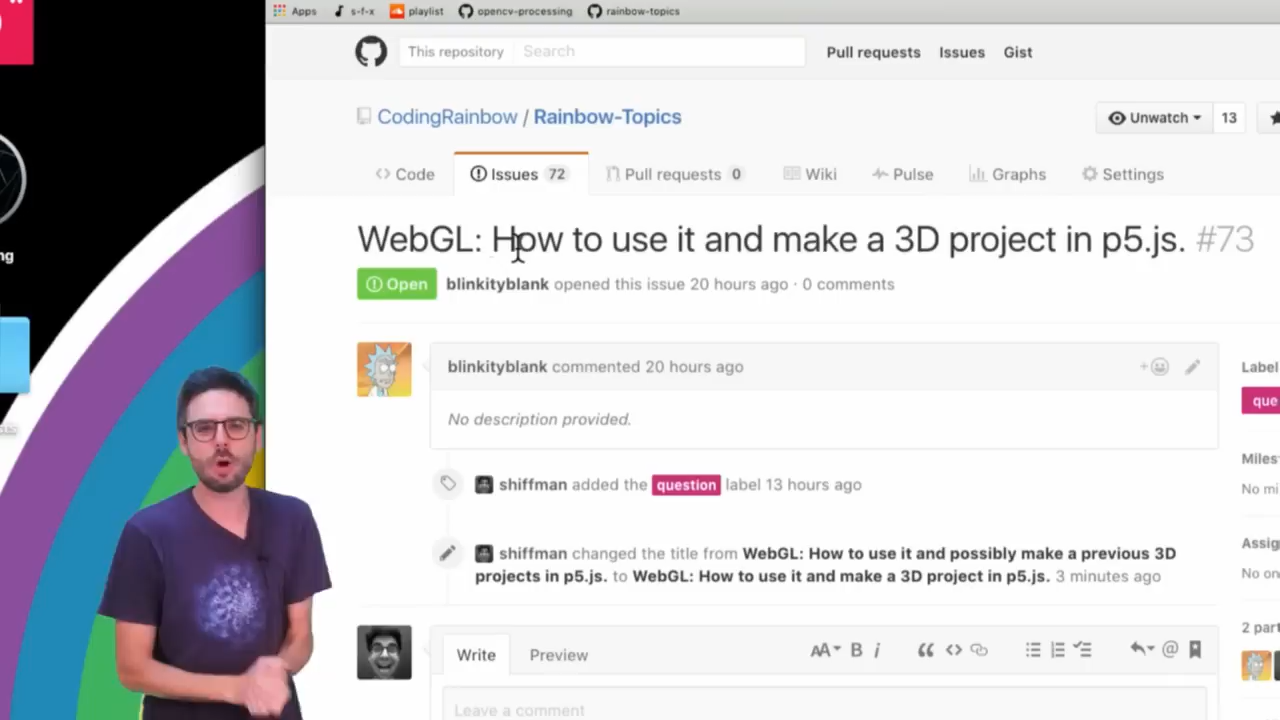 Apps s-f-x playlist opencv-processing rainbow-topics
This repository Search Pull requests Issues Gist
CodingRainbow / Rainbow-Topics Unwatch 13
Code Issues 72 Pull requests 0 Wiki Pulse Graphs Settings
WebGL: How to use it and make a 3D project in p5.js. #73
Open blinkityblank opened this issue 20 hours ago · 0 comments
blinkityblank commented 20 hours ago
No description provided.
Label
que
shiffman added the question label 13 hours ago
Miles
No mi
shiffman changed the title from WebGL: How to use it and possibly make a previous 3D
projects in p5.js. to WebGL: How to use it and make a 3D project in p5.js. 3 minutes ago
Assig
No on
2 part
Write Preview AA B i
Leave a comment
ng